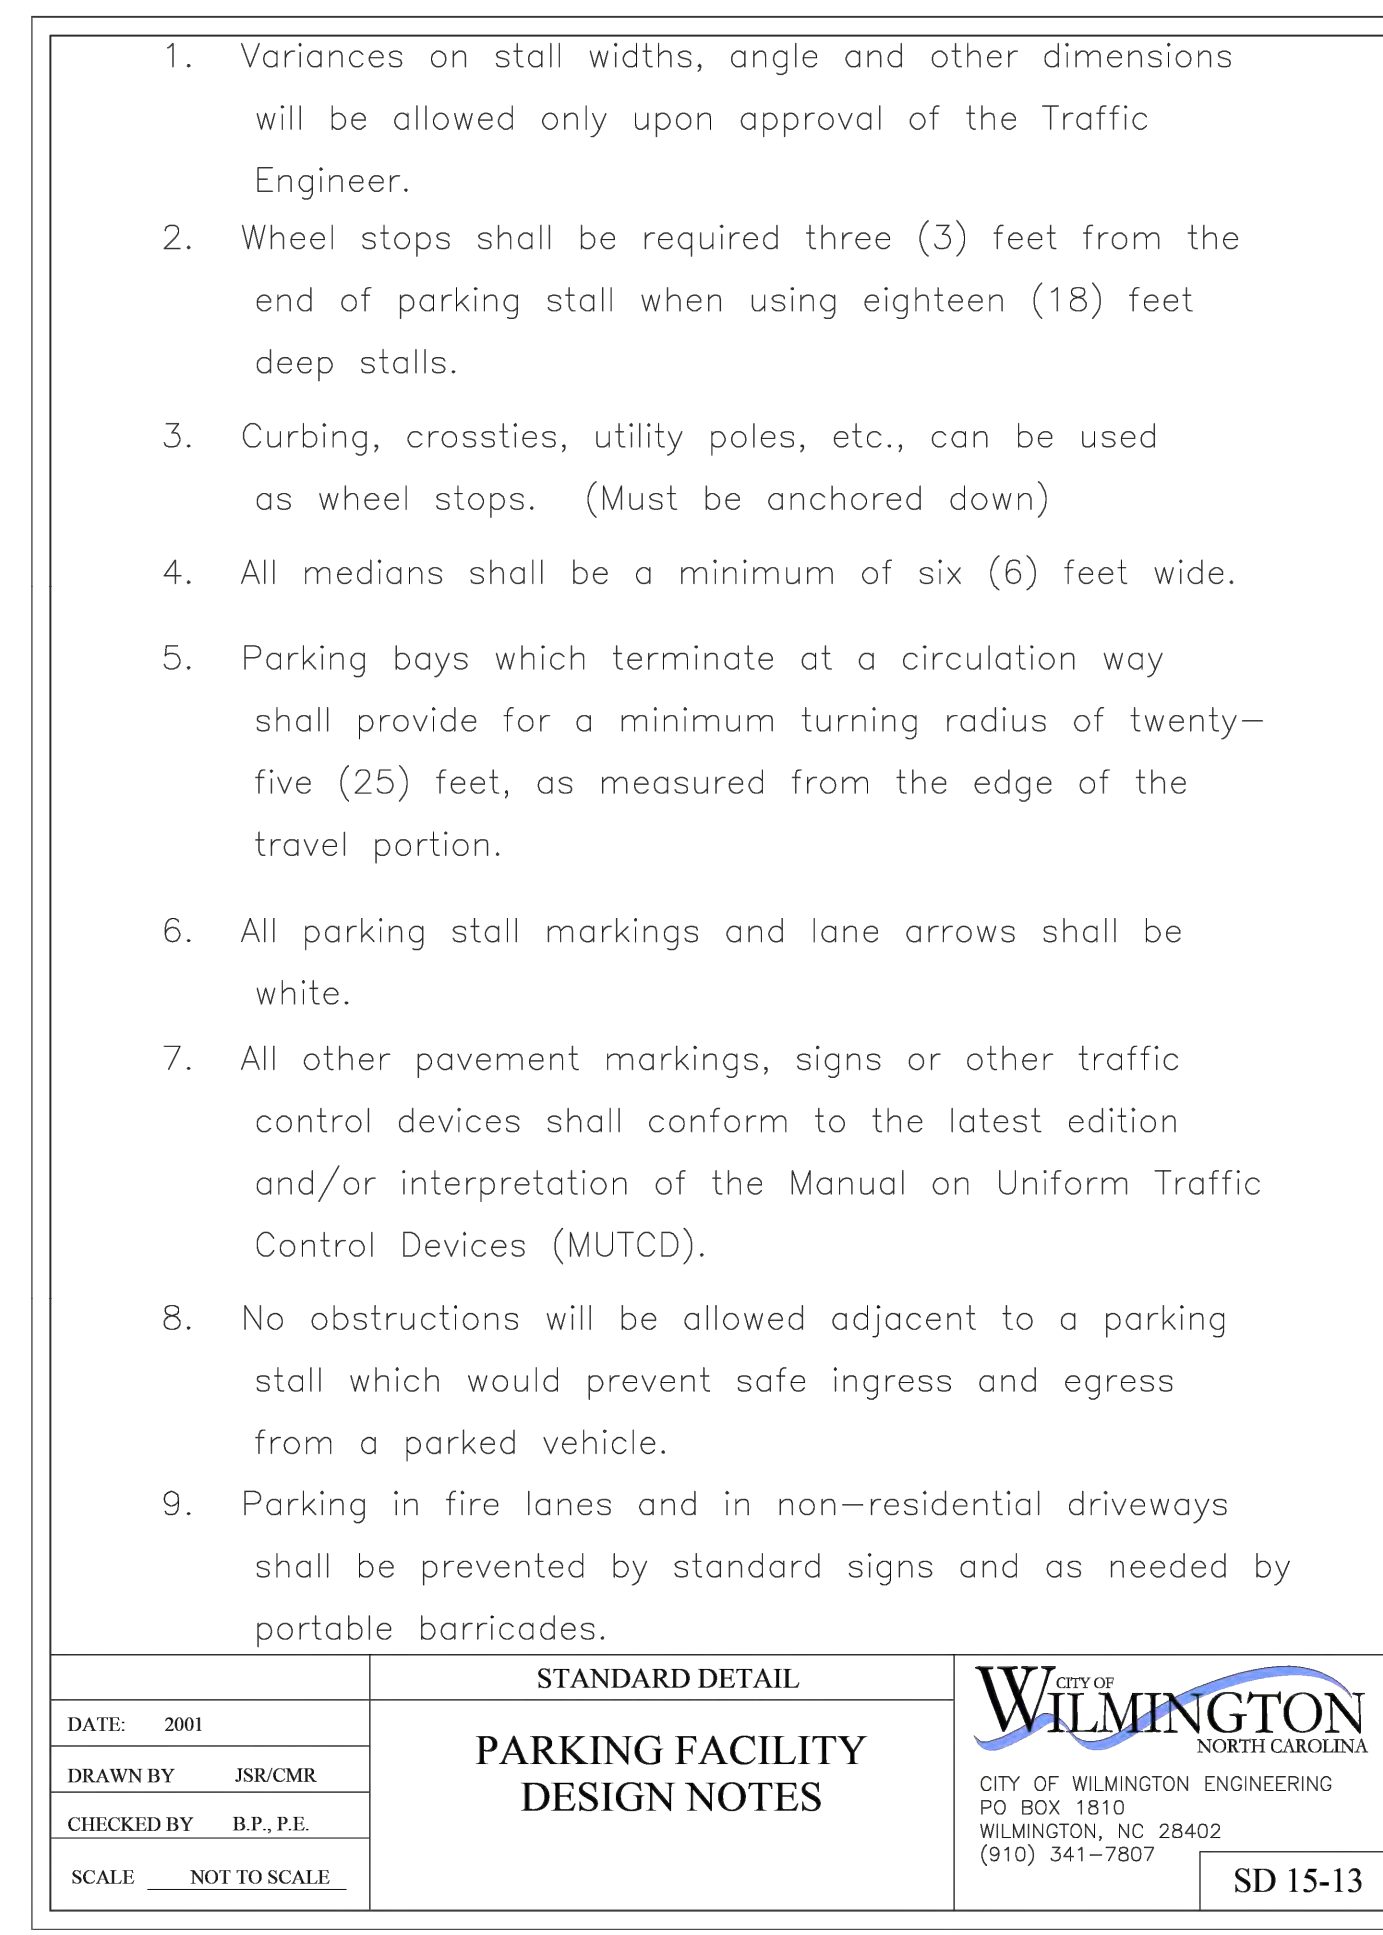 1. Variances on stall widths, angle and other dimensions
will be allowed only upon approval of the Traffic
Engineer.
2. Wheel stops shall be required three (3) feet from the
end of parking stall when using eighteen (18) feet
deep stalls.
3. Curbing, crossties, utility poles, etc., can be used
as wheel stops. (Must be anchored down)
4. All medians shall be a minimum of six (6) feet wide.
5. Parking bays which terminate at a circulation way
shall provide for a minimum turning radius of twenty-
five (25) feet, as measured from the edge of the
travel portion.
6. All parking stall markings and lane arrows shall be
white.
7. All other pavement markings, signs or other traffic
control devices shall conform to the latest edition
and/or interpretation of the Manual on Uniform Traffic
Control Devices (MUTCD).
8. No obstructions will be allowed adjacent to a parking
stall which would prevent safe ingress and egress
from a parked vehicle.
9. Parking in fire lanes and in non-residential driveways
shall be prevented by standard signs and as needed by
portable barricades.
DATE: 2001
DRAWN BY JSR/CMR
CHECKED BY B.P., P.E.
SCALE NOT TO SCALE
STANDARD DETAIL
PARKING FACILITY
DESIGN NOTES
CITY OF
WILMINGTON
NORTH CAROLINA
CITY OF WILMINGTON ENGINEERING
PO BOX 1810
WILMINGTON, NC 28402
(910) 341-7807
SD 15-13